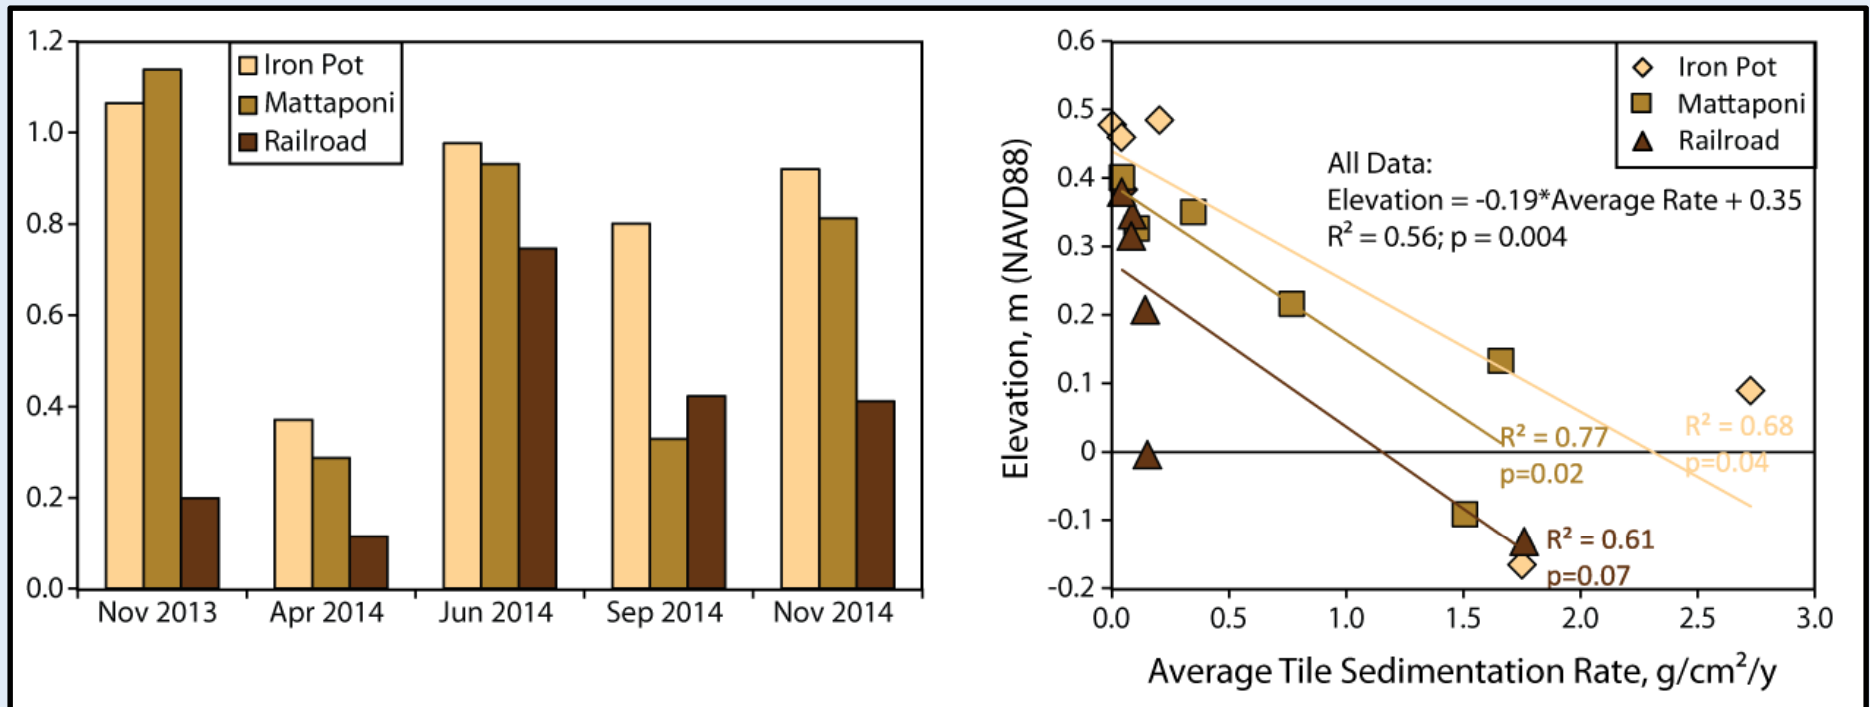 1.2
1.0
0.8
0.6
0.4
0.2
0.0
Iron Pot
Mattaponi
Railroad
Nov 2013 Apr 2014 Jun 2014 Sep 2014 Nov 2014
Elevation, m (NAVD88)
0.6
0.5
0.4
0.3
0.2
0.1
0
-0.1
-0.2
Iron Pot
Mattaponi
Railroad
All Data:
Elevation = -0.19*Average Rate + 0.35
R² = 0.56; p = 0.004
R² = 0.68
p=0.04
R² = 0.77
p=0.02
R² = 0.61
p=0.07
0.0 0.5 1.0 1.5 2.0 2.5 3.0
Average Tile Sedimentation Rate, g/cm²/y